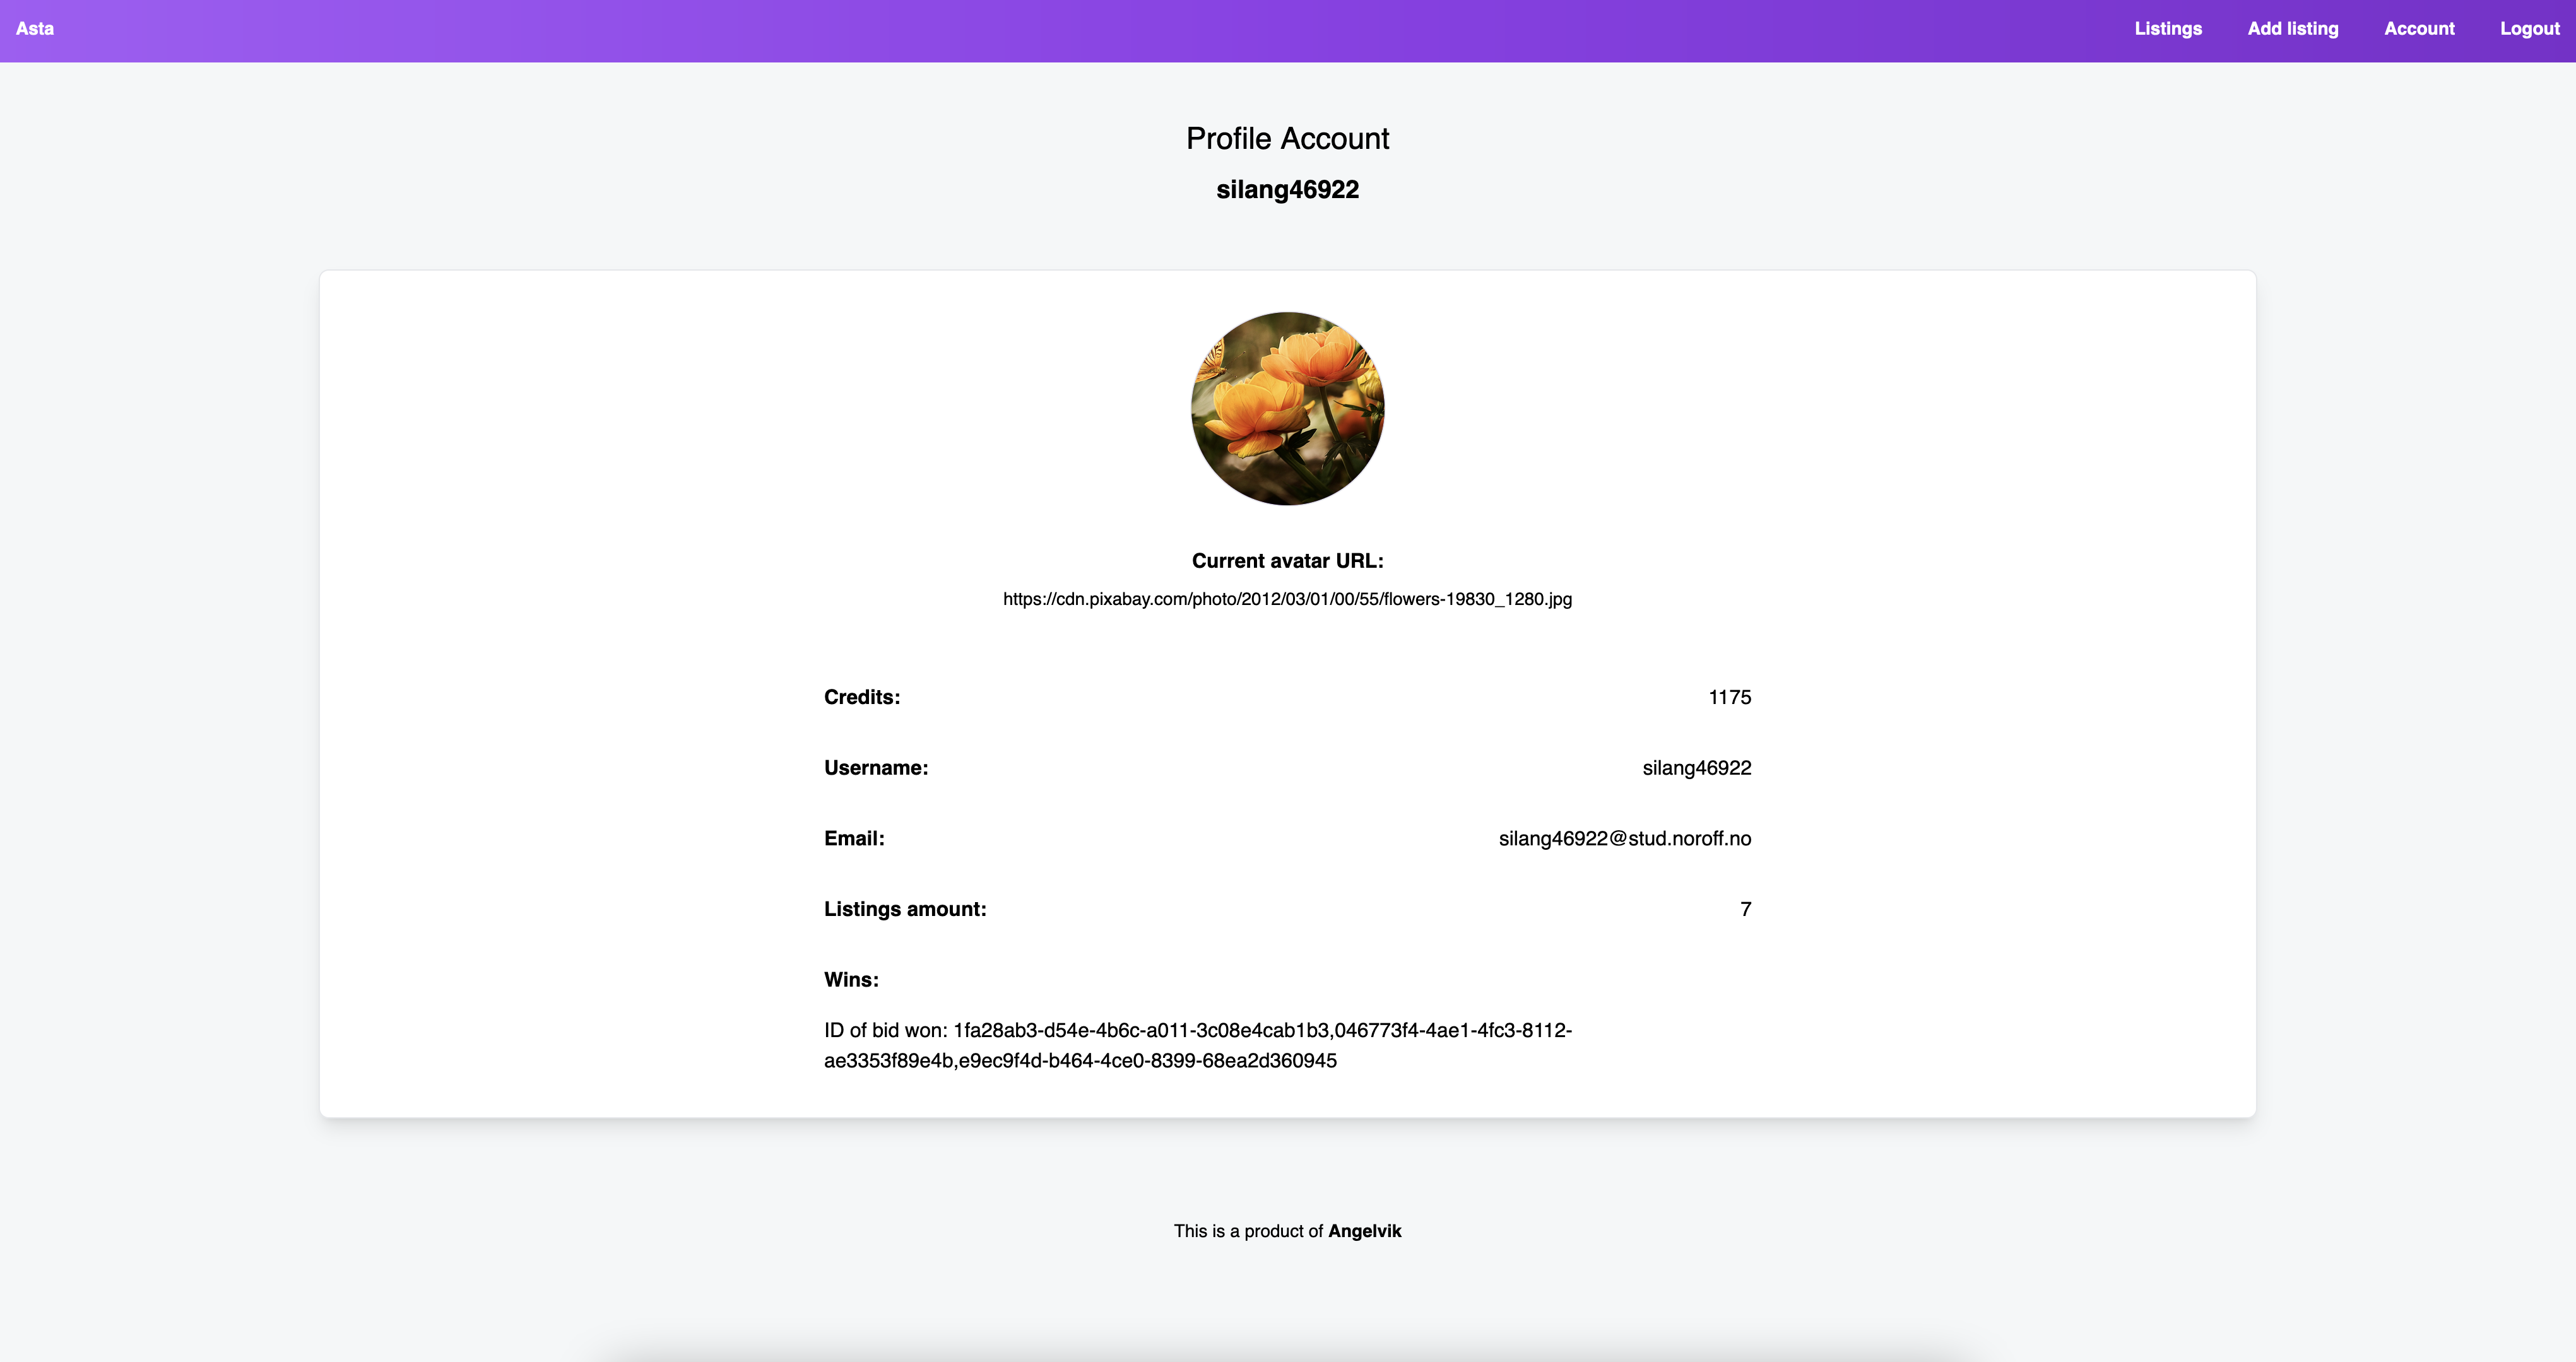 Asta
Listings
Add listing
Account
Logout
Profile Account
silang46922
Current avatar URL:
https://cdn.pixabay.com/photo/2012/03/01/00/55/flowers-19830_1280.jpg
Credits: 1175
Username: silang46922
Email: silang46922@stud.noroff.no
Listings amount: 7
Wins:
ID of bid won: 1fa28ab3-d54e-4b6c-a011-3c08e4cab1b3,046773f4-4ae1-4fc3-8112-
ae3353f89e4b,e9ec9f4d-b464-4ce0-8399-68ea2d360945
This is a product of Angelvik